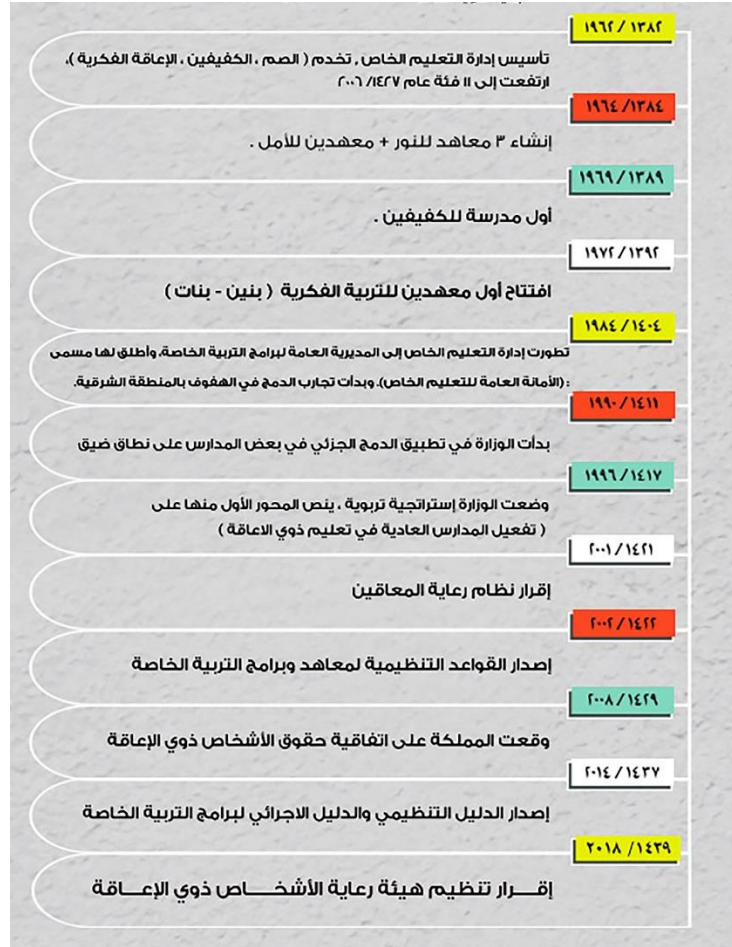 ١٣٨٢ / ١٩٦٢
تأسيس إدارة التعليم الخاص , تخدم ( الصم ، الكفيفين ، الإعاقة الفكرية ).
ارتفعت إلى ١١ فئة عام ١٤٢٧/ ٢٠٠٦
١٣٨٤/ ١٩٦٤
إنشاء ٣ معاهد للنور + معهدين للأمل .
١٣٨٩ / ١٩٦٩
أول مدرسة للكفيفين .
١٣٩٢ / ١٩٧٢
افتتاح أول معهدين للتربية الفكرية ( بنين - بنات )
١٤٠٤ / ١٩٨٤
تطورت إدارة التعليم الخاص إلى المديرية العامة لبرامج التربية الخاصة، وأطلق لها مسمى
: (الأمانة العامة للتعليم الخاص). وبدأت تجارب الدمج في الهفوف بالمنطقة الشرقية.
١٤١١ / ١٩٩٠
بدأت الوزارة في تطبيق الدمج الجزئي في بعض المدارس على نطاق ضيق
١٤١٧ / ١٩٩٦
وضعت الوزارة إستراتجية تربوية ، ينص المحور الأول منها على
( تفعيل المدارس العادية في تعليم ذوي الاعاقة )
١٤٢١ / ٢٠٠١
إقرار نظام رعاية المعاقين
١٤٢٢ / ٢٠٠٢
إصدار القواعد التنظيمية لمعاهد وبرامج التربية الخاصة
١٤٢٩ / ٢٠٠٨
وقعت المملكة على اتفاقية حقوق الأشخاص ذوي الإعاقة
١٤٣٧ / ٢٠١٤
إصدار الدليل التنظيمي والدليل الاجرائي لبرامج التربية الخاصة
١٤٣٩ / ٢٠١٨
إقــــرار تنظيم هيئة رعاية الأشخــــــاص ذوي الإعــــاقة